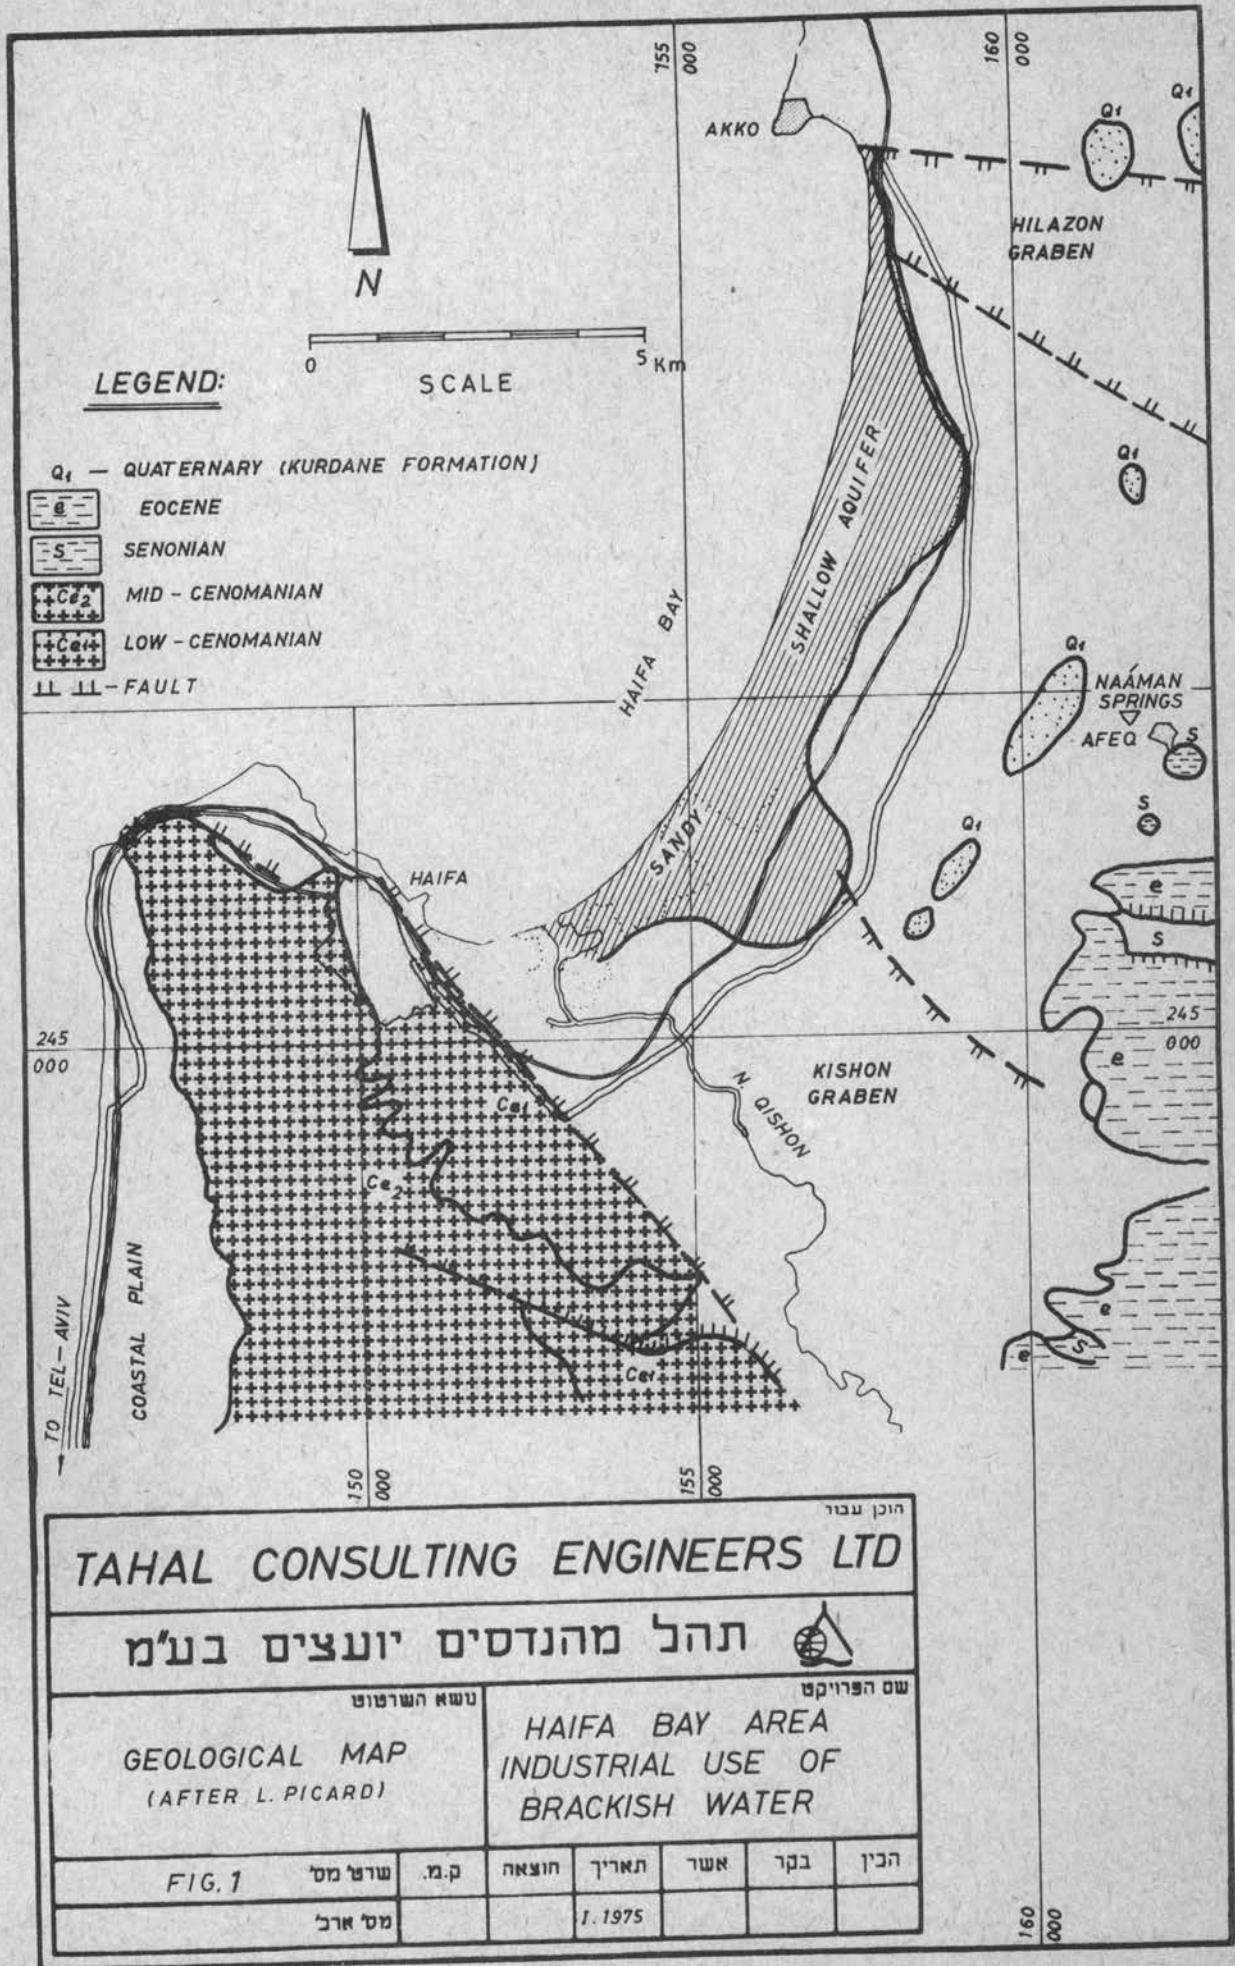 155
000
160
000
AKKO
Q1
Q1
HILAZON
GRABEN
N
0
5 Km
SCALE
LEGEND:
Q1 — QUATERNARY (KURDANE FORMATION)
e EOCENE
S SENONIAN
Ce2 MID - CENOMANIAN
Ce1 LOW - CENOMANIAN
FAULT
SANDY SHALLOW AQUIFER
HAIFA BAY
Q1
Q1
NAÁMAN
SPRINGS
AFEQ
S
S
Q1
HAIFA
e
S
245
000
245
000
e
KISHON
GRABEN
N. QISHON
Ce1
Ce2
e
S
e
Ce1
COASTAL PLAIN
TO TEL-AVIV
150
000
155
000
הוכן עבור
TAHAL CONSULTING ENGINEERS LTD
תהל מהנדסים יועצים בע"מ
נושא השרטוט
GEOLOGICAL MAP
(AFTER L. PICARD)
שם הפרויקט
HAIFA BAY AREA
INDUSTRIAL USE OF
BRACKISH WATER
הכין
בקר
אשר
תאריך
הוצאה
ק.מ.
שרט' מס'
FIG. 1
1. 1975
מס' ארכ'
160
000